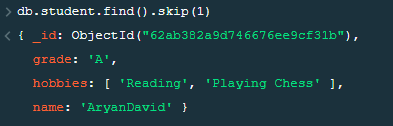 > db.student.find().skip(1)
< { _id: ObjectId("62ab382a9d746676ee9cf31b"),
grade: 'A',
hobbies: [ 'Reading', 'Playing Chess' ],
name: 'AryanDavid' }